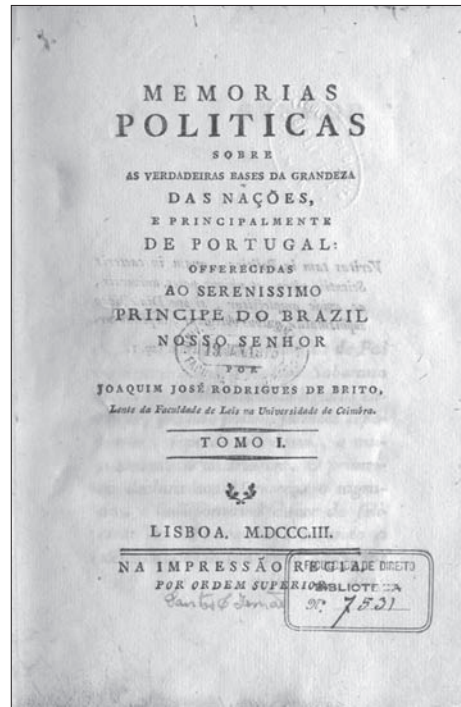 MEMORIAS
POLITICAS
SOBRE
AS VERDADEIRAS BASES DA GRANDEZA
DAS NAÇÕES,
E PRINCIPALMENTE
DE PORTUGAL:
OFFERECIDAS
AO SERENISSIMO
PRINCIPE DO BRAZIL
NOSSO SENHOR
POR
JOAQUIM JOSÉ RODRIGUES DE BRITO,
Lente da Faculdade de Leis na Universidade de Coimbra.
TOMO I.
LISBOA. M.DCCC.III.
NA IMPRESSÃO REGIA.
POR ORDEM SUPERIOR.
FACULDADE DE DIREITO
BIBLIOTECA
Nº. 7531